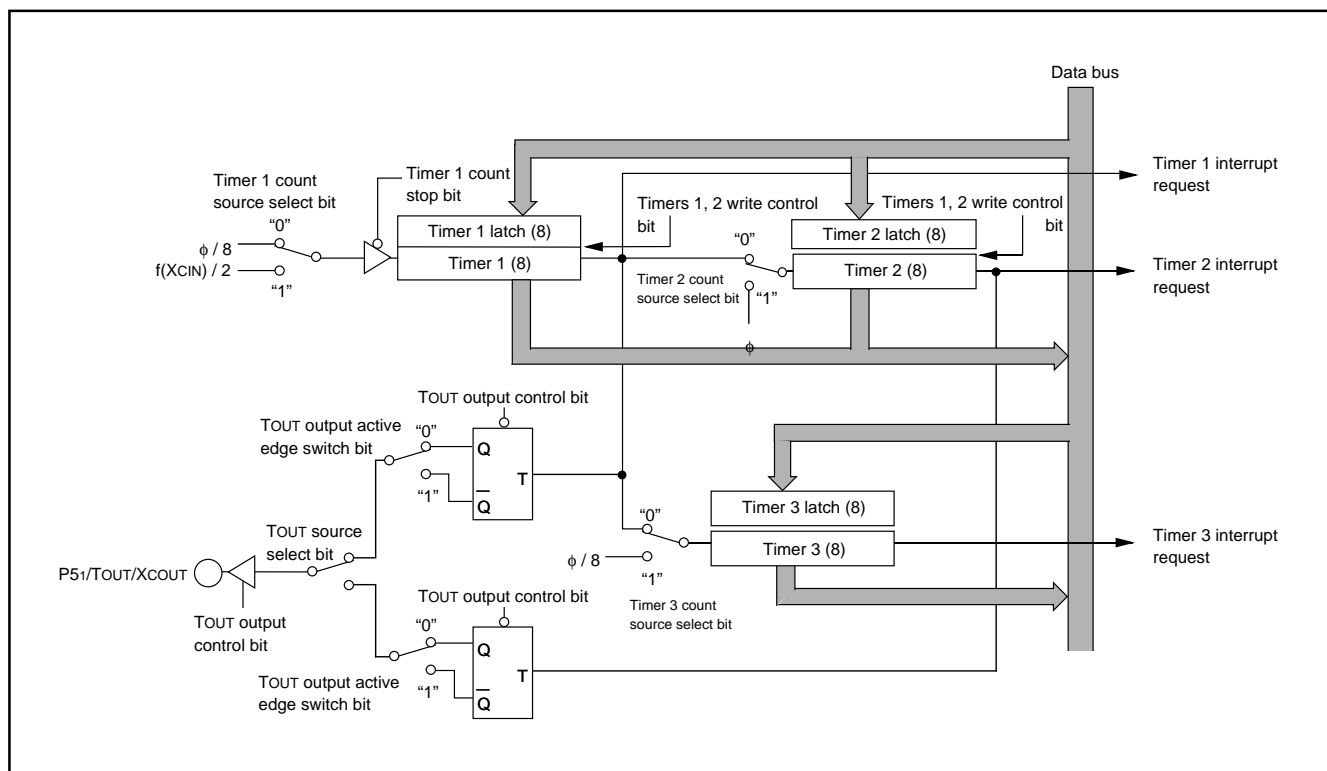 Data bus
Timer 1 count
source select bit
Timer 1 count
stop bit
"0"
ϕ / 8
f(XCIN) / 2
"1"
Timer 1 latch (8)
Timer 1 (8)
Timers 1, 2 write control
bit
Timers 1, 2 write control
bit
Timer 1 interrupt
request
"0"
Timer 2 count
source select bit
"1"
ϕ
Timer 2 latch (8)
Timer 2 (8)
Timer 2 interrupt
request
TOUT output active
edge switch bit
"0"
"1"
TOUT output control bit
Q
T
Q̅
TOUT source
select bit
P51/TOUT/XCOUT
TOUT output
control bit
"0"
ϕ / 8
"1"
Timer 3 count
source select bit
Timer 3 latch (8)
Timer 3 (8)
Timer 3 interrupt
request
TOUT output control bit
"0"
Q
T
"1"
Q̅
TOUT output active
edge switch bit